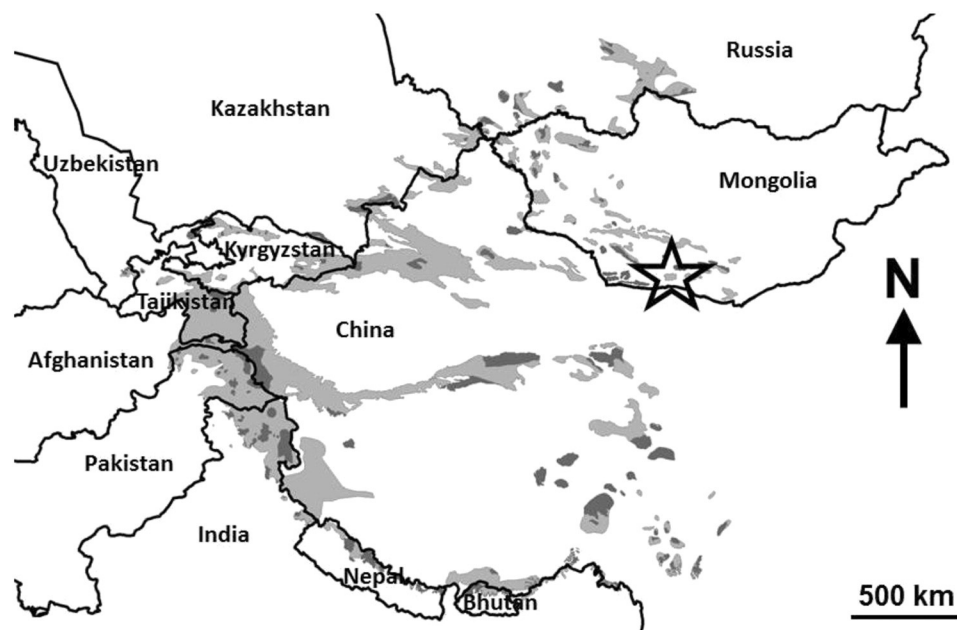 Russia
Kazakhstan
Uzbekistan
Mongolia
Kyrgyzstan
N
Tajikistan
China
Afghanistan
Pakistan
India
Nepal
Bhutan
500 km